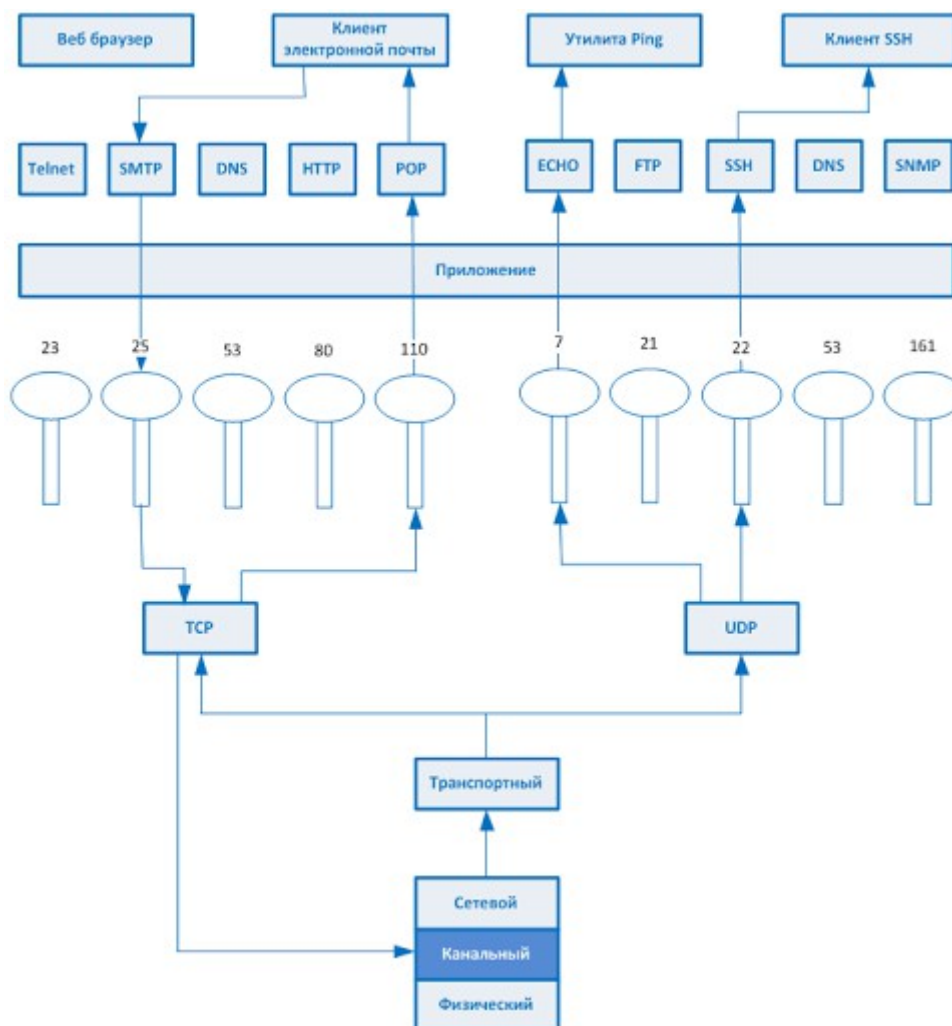 Веб браузер
Клиент
электронной почты
Утилита Ping
Клиент SSH
Telnet
SMTP
DNS
HTTP
POP
ECHO
FTP
SSH
DNS
SNMP
Приложение
23
25
53
80
110
7
21
22
53
161
TCP
UDP
Транспортный
Сетевой
Канальный
Физический